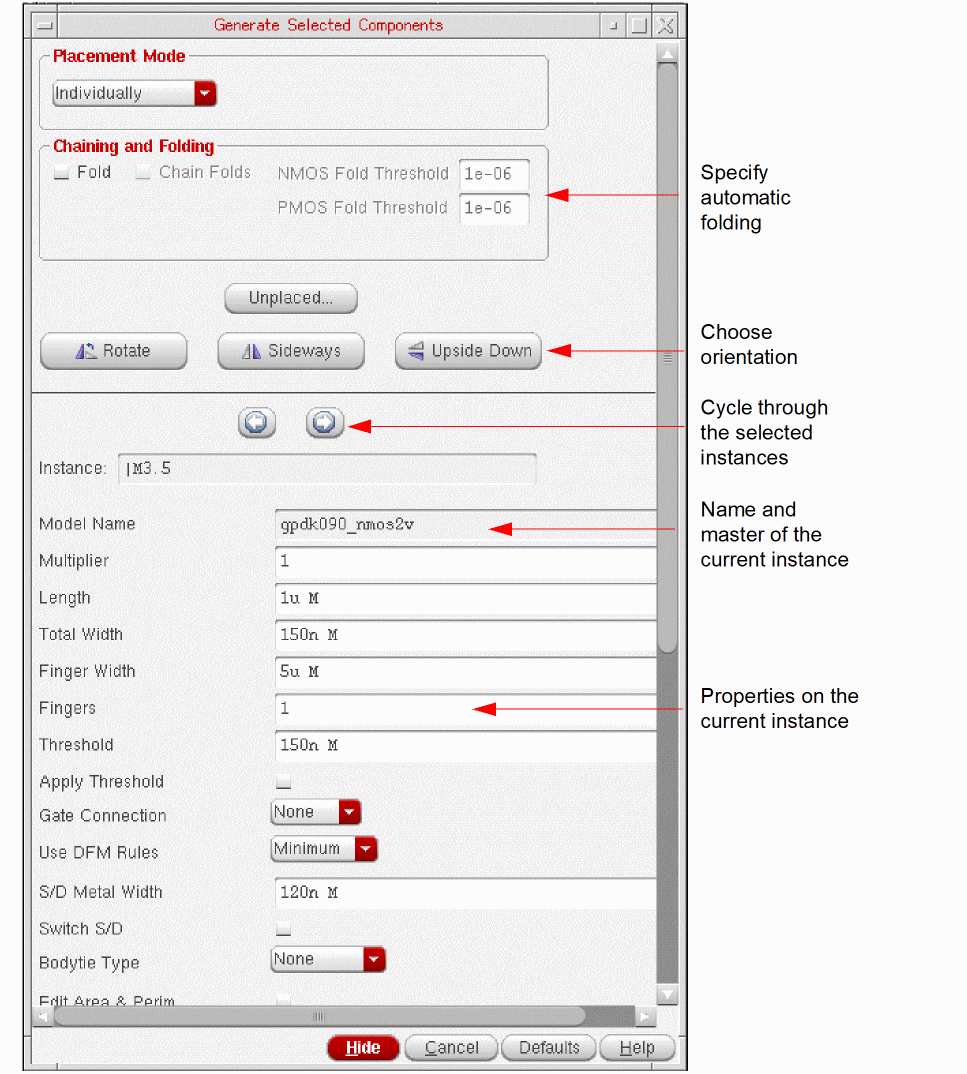 Generate Selected Components
Placement Mode
Individually
Chaining and Folding
Fold Chain Folds NMOS Fold Threshold 1e-06
PMOS Fold Threshold 1e-06
Specify
automatic
folding
Unplaced...
Rotate Sideways Upside Down
Choose
orientation
Cycle through
the selected
instances
Instance: |M3.5
Name and
master of the
current instance
Model Name gpdk090_nmos2v
Multiplier 1
Length 1u M
Total Width 150n M
Finger Width 5u M
Fingers 1
Properties on the
current instance
Threshold 150n M
Apply Threshold
Gate Connection None
Use DFM Rules Minimum
S/D Metal Width 120n M
Switch S/D
Bodytie Type None
Edit Area & Perim
Hide Cancel Defaults Help